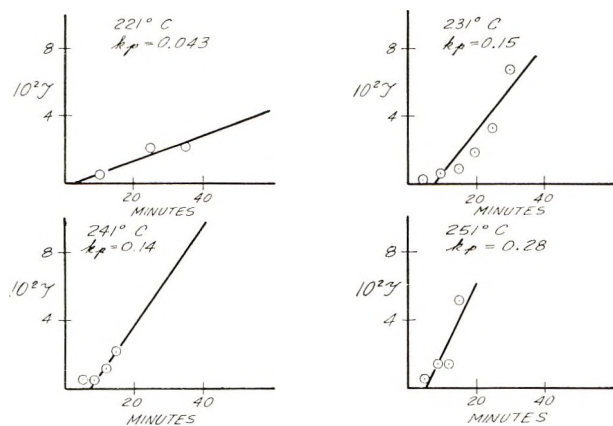 221° C
kp = 0.043
8
10²γ
4
20
40
MINUTES
231° C
kp = 0.15
8
10²γ
4
20
40
MINUTES
241° C
kp = 0.14
8
10²γ
4
20
40
MINUTES
251° C
kp = 0.28
8
10²γ
4
20
40
MINUTES